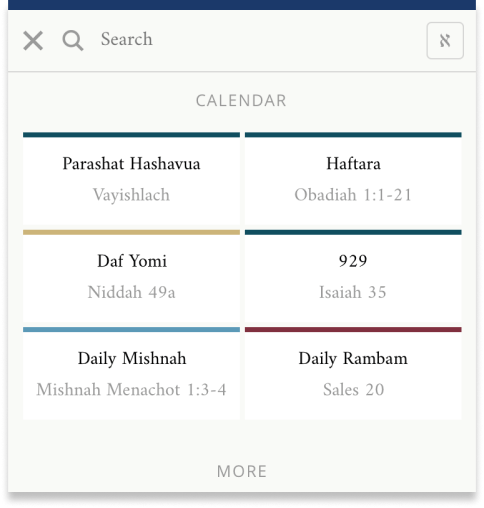 Search
א
CALENDAR
Parashat Hashavua
Vayishlach
Haftara
Obadiah 1:1-21
Daf Yomi
Niddah 49a
929
Isaiah 35
Daily Mishnah
Mishnah Menachot 1:3-4
Daily Rambam
Sales 20
MORE